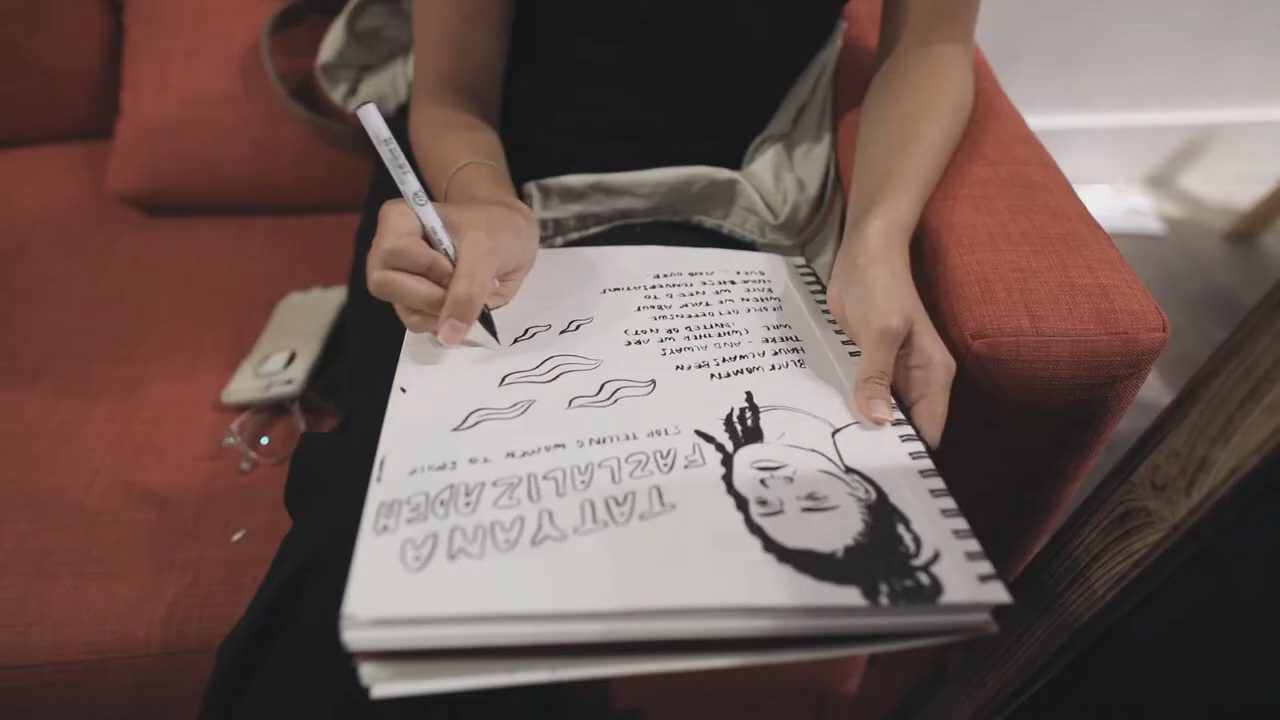 TATYANA
FAZLALIZADEH
STOP TELLING WOMEN TO SMILE
BLACK WOMEN
HAVE ALWAYS BEEN
THERE - AND ALWAYS
WILL (WHETHER WE ARE
INVITED OR NOT)
PEOPLE GET DEFENSIVE
WHEN WE TALK ABOUT
RACE WE NEED TO
HAVE THESE CONVERSATIONS
OVER - AND OVER.